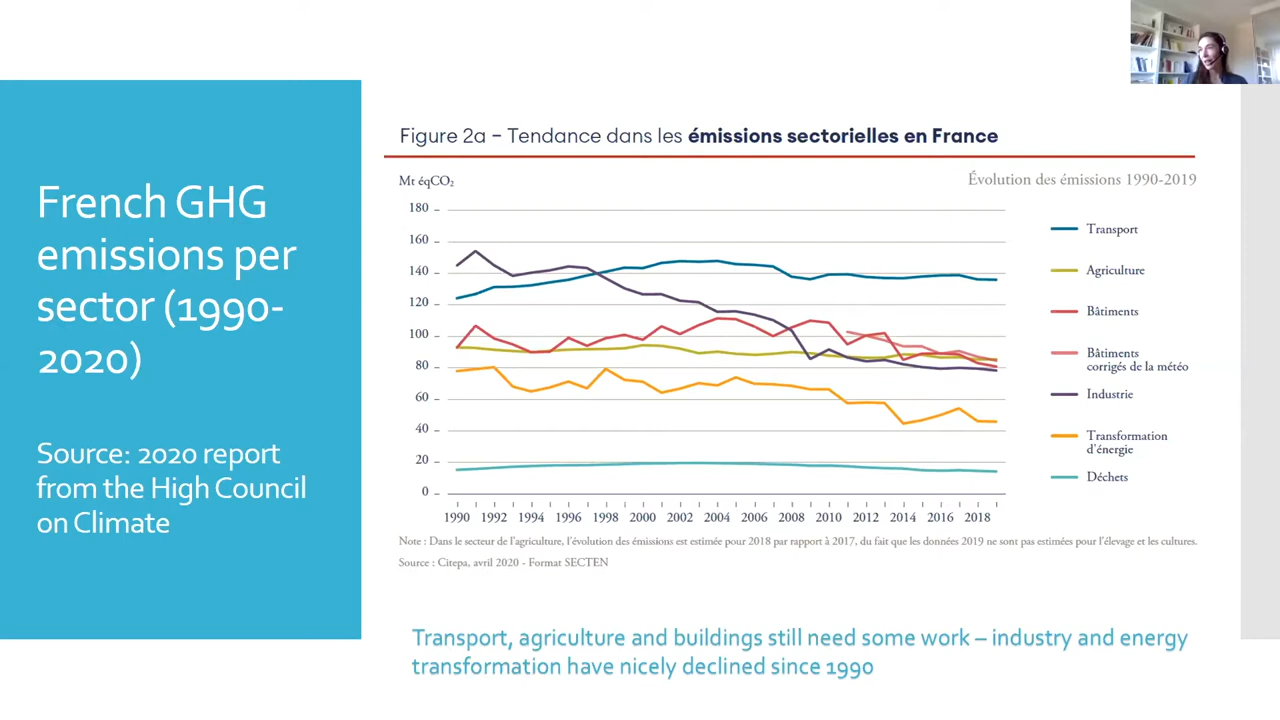 French GHG
emissions per
sector (1990-
2020)
Source: 2020 report
from the High Council
on Climate
Figure 2a – Tendance dans les émissions sectorielles en France
Mt éqCO₂
Évolution des émissions 1990-2019
180
160
140
120
100
80
60
40
20
0
1990 1992 1994 1996 1998 2000 2002 2004 2006 2008 2010 2012 2014 2016 2018
Transport
Agriculture
Bâtiments
Bâtiments
corrigés de la météo
Industrie
Transformation
d'énergie
Déchets
Note : Dans le secteur de l'agriculture, l'évolution des émissions est estimée pour 2018 par rapport à 2017, du fait que les données 2019 ne sont pas estimées pour l'élevage et les cultures.
Source : Citepa, avril 2020 - Format SECTEN
Transport, agriculture and buildings still need some work – industry and energy
transformation have nicely declined since 1990